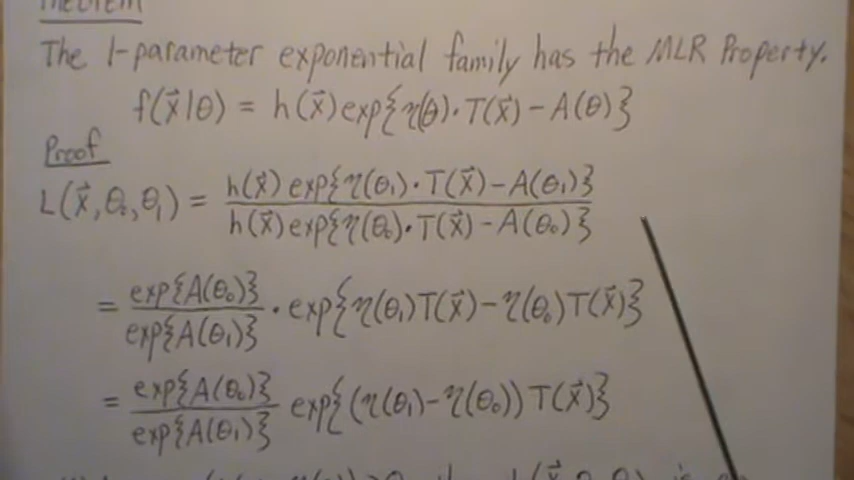 Theorem
The 1-parameter exponential family has the MLR Property.
f(x⃗|θ) = h(x⃗) exp{η(θ)·T(x⃗) − A(θ)}
Proof
L(x⃗, θ₀, θ₁) = h(x⃗) exp{η(θ₁)·T(x⃗) − A(θ₁)} / h(x⃗) exp{η(θ₀)·T(x⃗) − A(θ₀)}
= exp{A(θ₀)} / exp{A(θ₁)} · exp{η(θ₁)T(x⃗) − η(θ₀)T(x⃗)}
= exp{A(θ₀)} / exp{A(θ₁)} exp{(η(θ₁) − η(θ₀)) T(x⃗)}